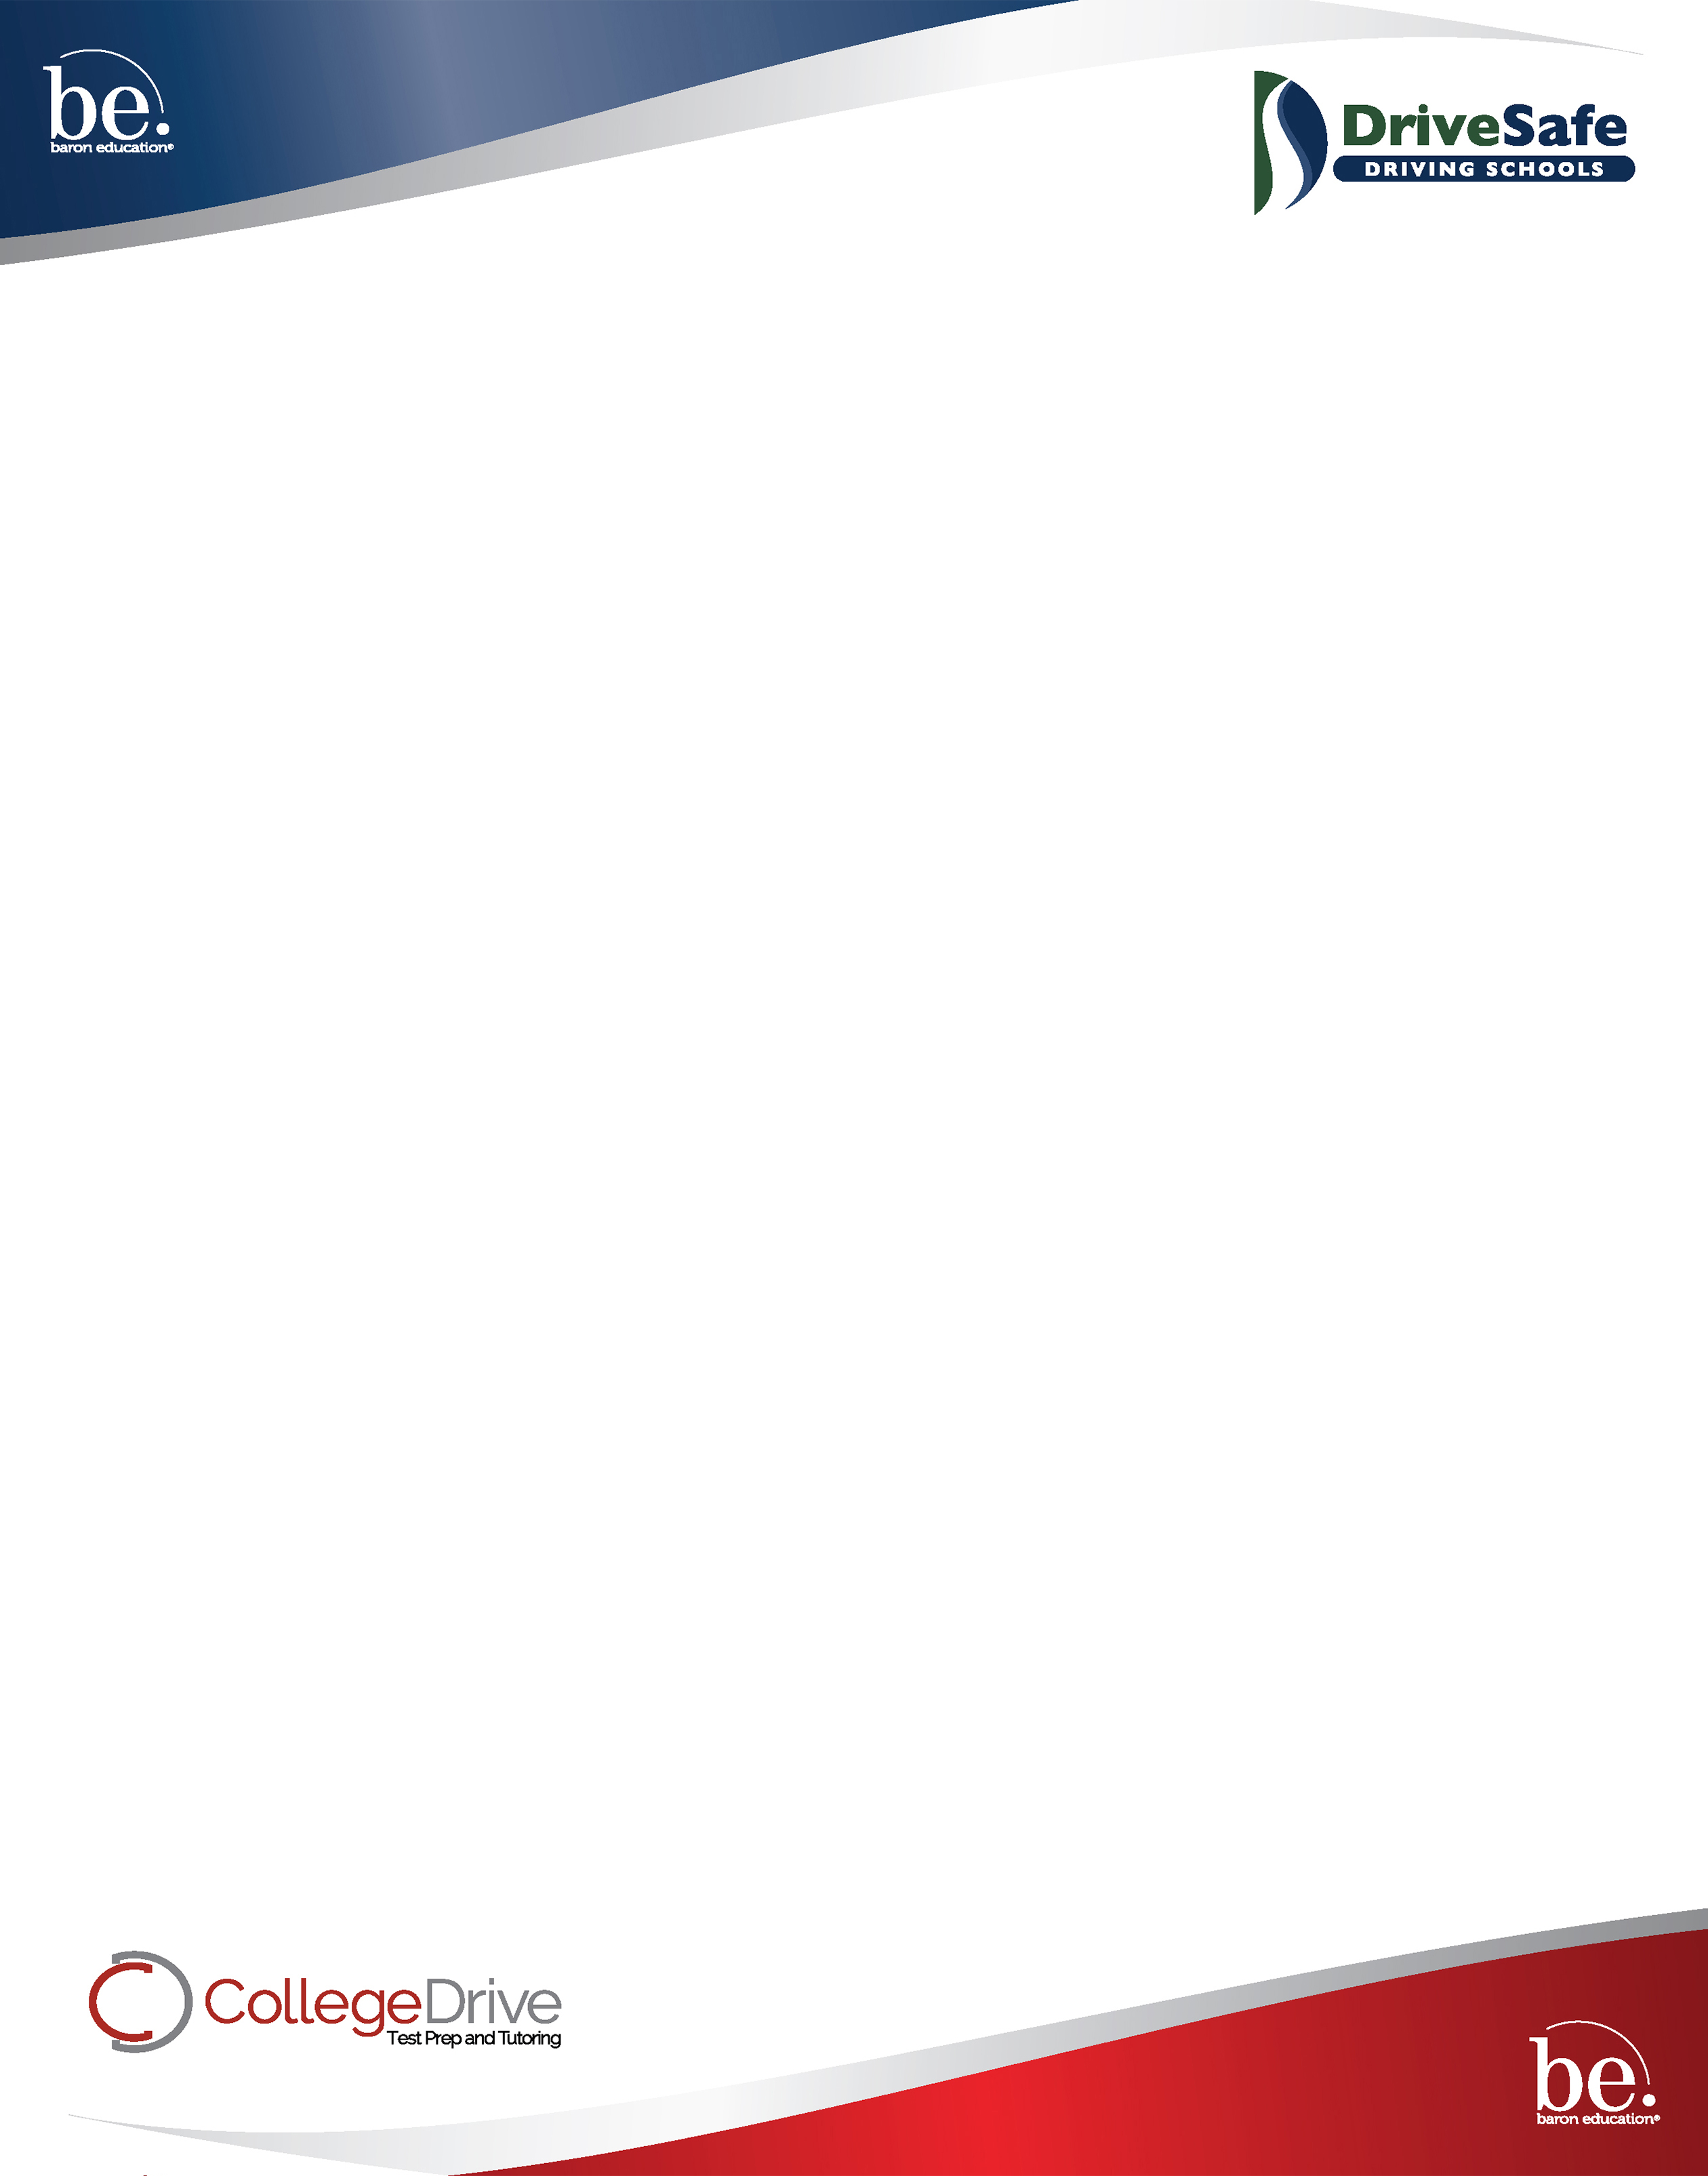 be.
baron education®
DriveSafe
DRIVING SCHOOLS
CollegeDrive
Test Prep and Tutoring
be.
baron education®